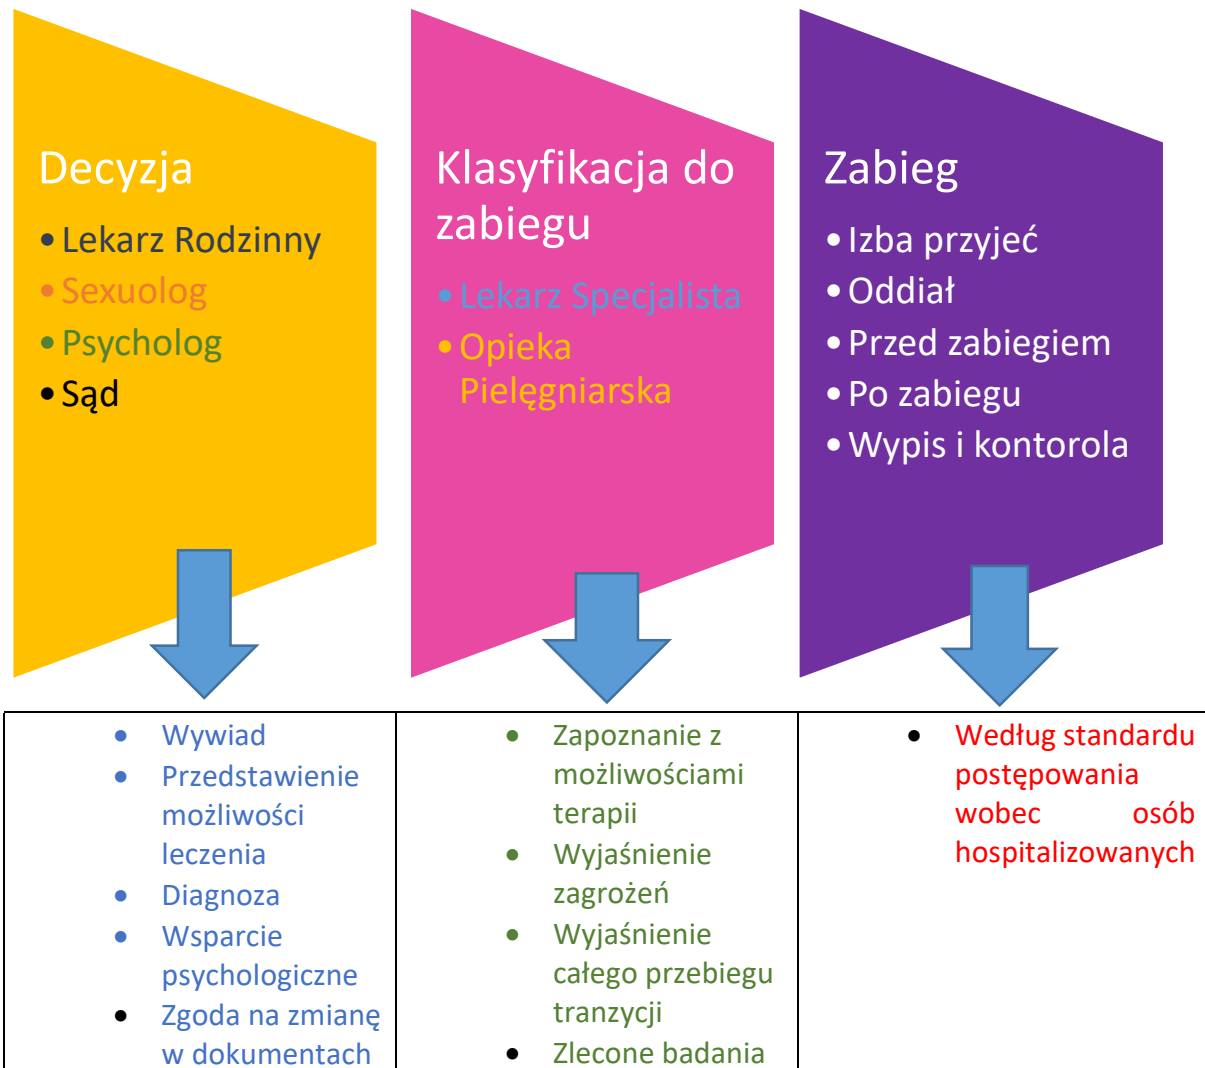 Decyzja
•Lekarz Rodzinny
•Sexuolog
•Psycholog
•Sąd
Klasyfikacja do
zabiegu
•Lekarz Specjalista
•Opieka
Pielęgniarska
Zabieg
•Izba przyjęć
•Oddiał
•Przed zabiegiem
•Po zabiegu
•Wypis i kontorola
• Wywiad
• Przedstawienie
możliwości
leczenia
• Diagnoza
• Wsparcie
psychologiczne
• Zgoda na zmianę
w dokumentach
• Zapoznanie z
możliwościami
terapii
• Wyjaśnienie
zagrożeń
• Wyjaśnienie
całego przebiegu
tranzycji
• Zlecone badania
• Według standardu
postępowania
wobec osób
hospitalizowanych